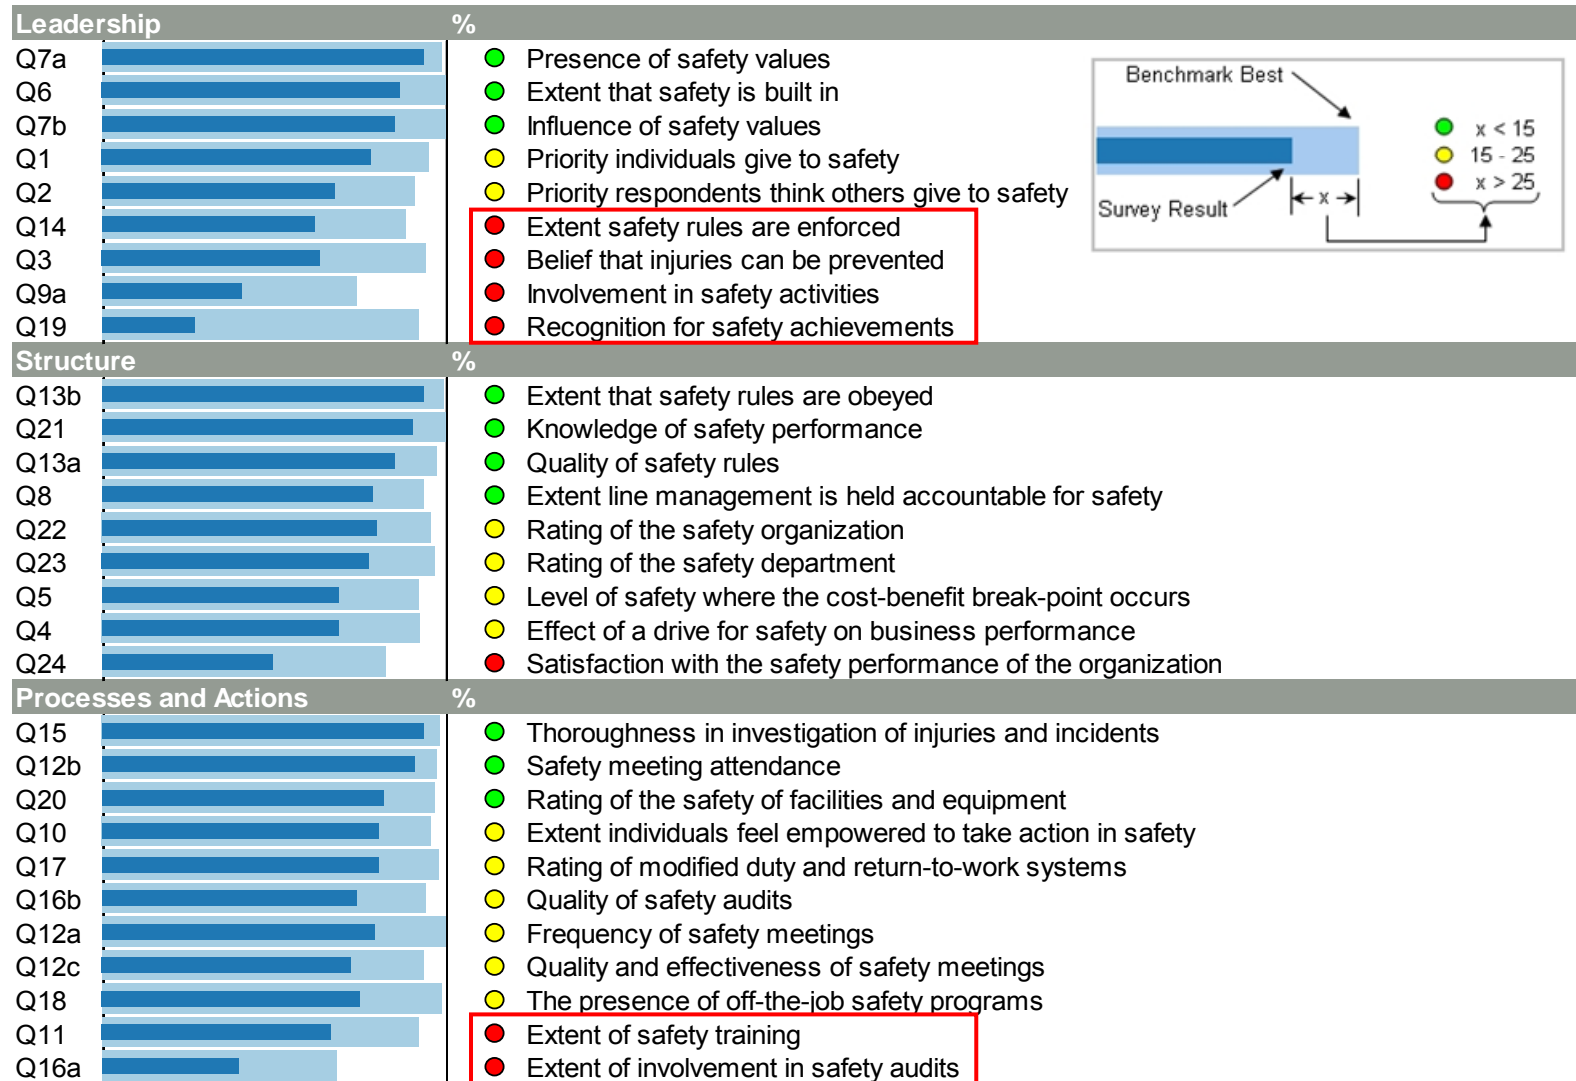 Leadership %
Q7a Presence of safety values
Q6 Extent that safety is built in
Q7b Influence of safety values
Q1 Priority individuals give to safety
Q2 Priority respondents think others give to safety
Q14 Extent safety rules are enforced
Q3 Belief that injuries can be prevented
Q9a Involvement in safety activities
Q19 Recognition for safety achievements
Benchmark Best
Survey Result
x
x < 15
15 - 25
x > 25
Structure %
Q13b Extent that safety rules are obeyed
Q21 Knowledge of safety performance
Q13a Quality of safety rules
Q8 Extent line management is held accountable for safety
Q22 Rating of the safety organization
Q23 Rating of the safety department
Q5 Level of safety where the cost-benefit break-point occurs
Q4 Effect of a drive for safety on business performance
Q24 Satisfaction with the safety performance of the organization
Processes and Actions %
Q15 Thoroughness in investigation of injuries and incidents
Q12b Safety meeting attendance
Q20 Rating of the safety of facilities and equipment
Q10 Extent individuals feel empowered to take action in safety
Q17 Rating of modified duty and return-to-work systems
Q16b Quality of safety audits
Q12a Frequency of safety meetings
Q12c Quality and effectiveness of safety meetings
Q18 The presence of off-the-job safety programs
Q11 Extent of safety training
Q16a Extent of involvement in safety audits